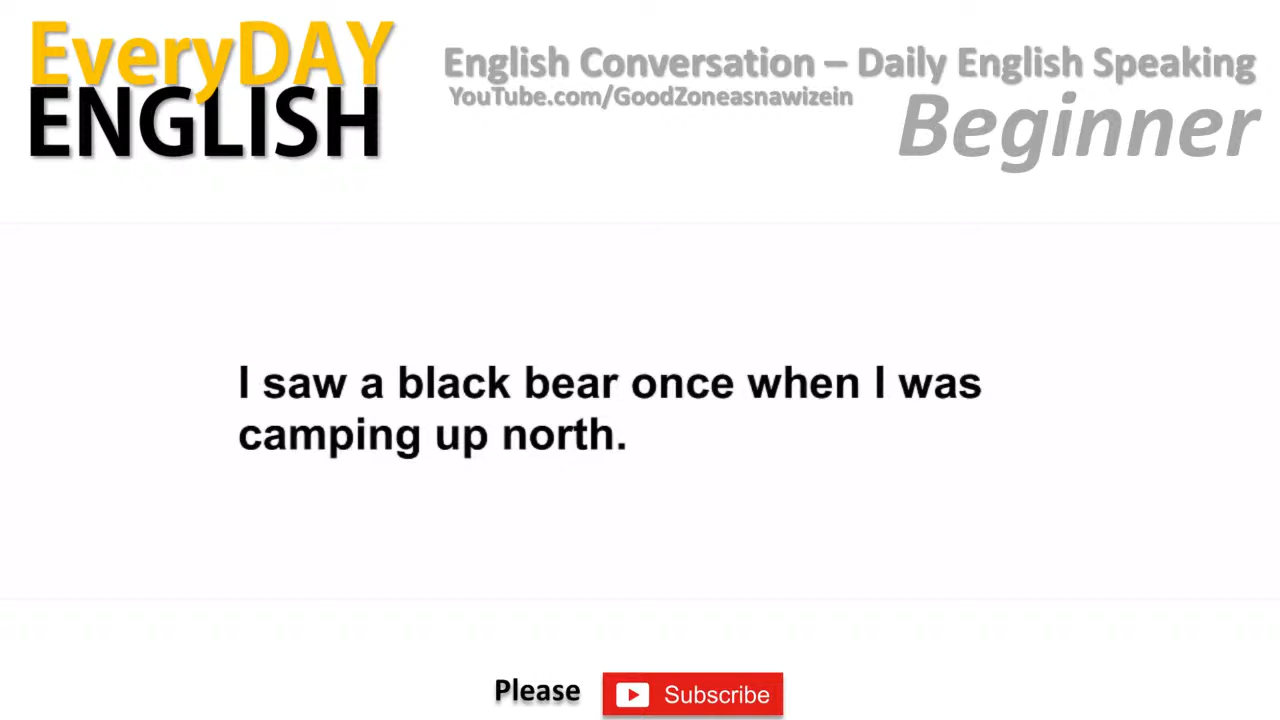 EveryDAY
ENGLISH
English Conversation – Daily English Speaking
YouTube.com/GoodZoneasnawizein
Beginner
I saw a black bear once when I was
camping up north.
Please
Subscribe